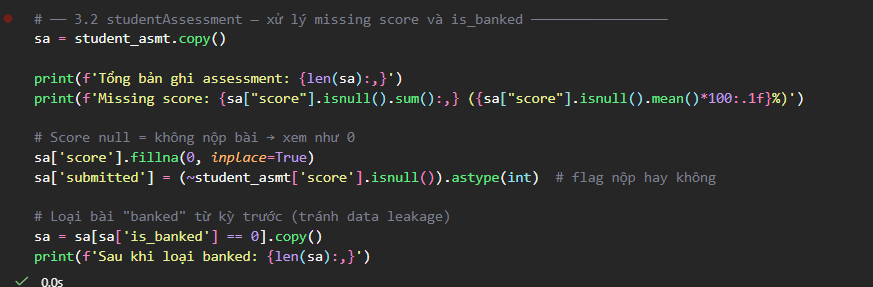 # —— 3.2 studentAssessment — xử lý missing score và is_banked ————————————————
sa = student_asmt.copy()
print(f'Tổng bản ghi assessment: {len(sa):,}')
print(f'Missing score: {sa["score"].isnull().sum():,} ({sa["score"].isnull().mean()*100:.1f}%)')
# Score null = không nộp bài → xem như 0
sa['score'].fillna(0, inplace=True)
sa['submitted'] = (~student_asmt['score'].isnull()).astype(int)  # flag nộp hay không
# Loại bài "banked" từ kỳ trước (tránh data leakage)
sa = sa[sa['is_banked'] == 0].copy()
print(f'Sau khi loại banked: {len(sa):,}')
0.0s